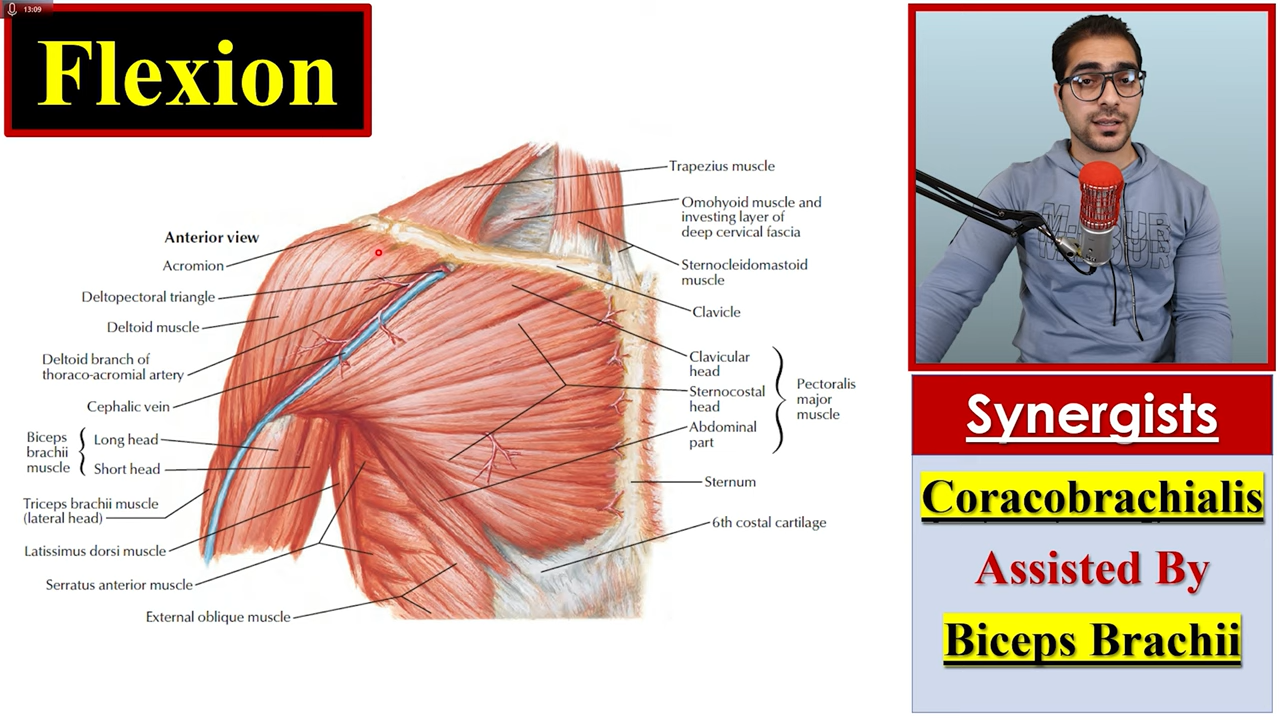 13:09
Flexion
Anterior view
Acromion
Deltopectoral triangle
Deltoid muscle
Deltoid branch of
thoraco-acromial artery
Cephalic vein
Biceps
brachii
muscle
Long head
Short head
Triceps brachii muscle
(lateral head)
Latissimus dorsi muscle
Serratus anterior muscle
External oblique muscle
Trapezius muscle
Omohyoid muscle and
investing layer of
deep cervical fascia
Sternocleidomastoid
muscle
Clavicle
Clavicular
head
Sternocostal
head
Abdominal
part
Pectoralis
major
muscle
Sternum
6th costal cartilage
Synergists
Coracobrachialis
Assisted By
Biceps Brachii